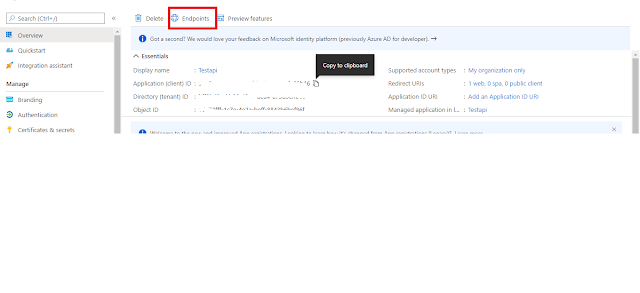 Search (Ctrl+/)
«
Delete
Endpoints
Preview features
Overview
Quickstart
Integration assistant
Manage
Branding
Authentication
Certificates & secrets
Got a second? We would love your feedback on Microsoft identity platform (previously Azure AD for developer). →
Essentials
Copy to clipboard
Display name : Testapi
Supported account types : My organization only
Application (client) ID :
Redirect URIs : 1 web, 0 spa, 0 public client
Directory (tenant) ID :
Application ID URI : Add an Application ID URI
Object ID :
Managed application in l... : Testapi
Welcome to the new and improved App registrations. Looking to learn how it's changed from App registrations (Legacy)? Learn more